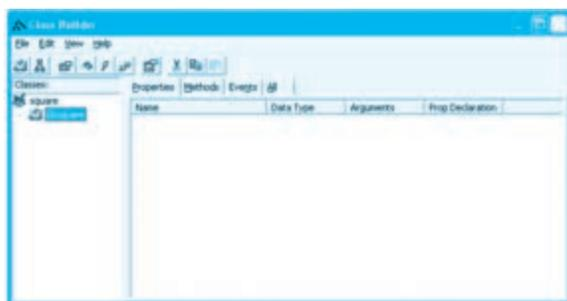 Class Builder
File Edit View Help
Classes:
square
Properties Methods Events All
Name Data Type Arguments Prop Declaration